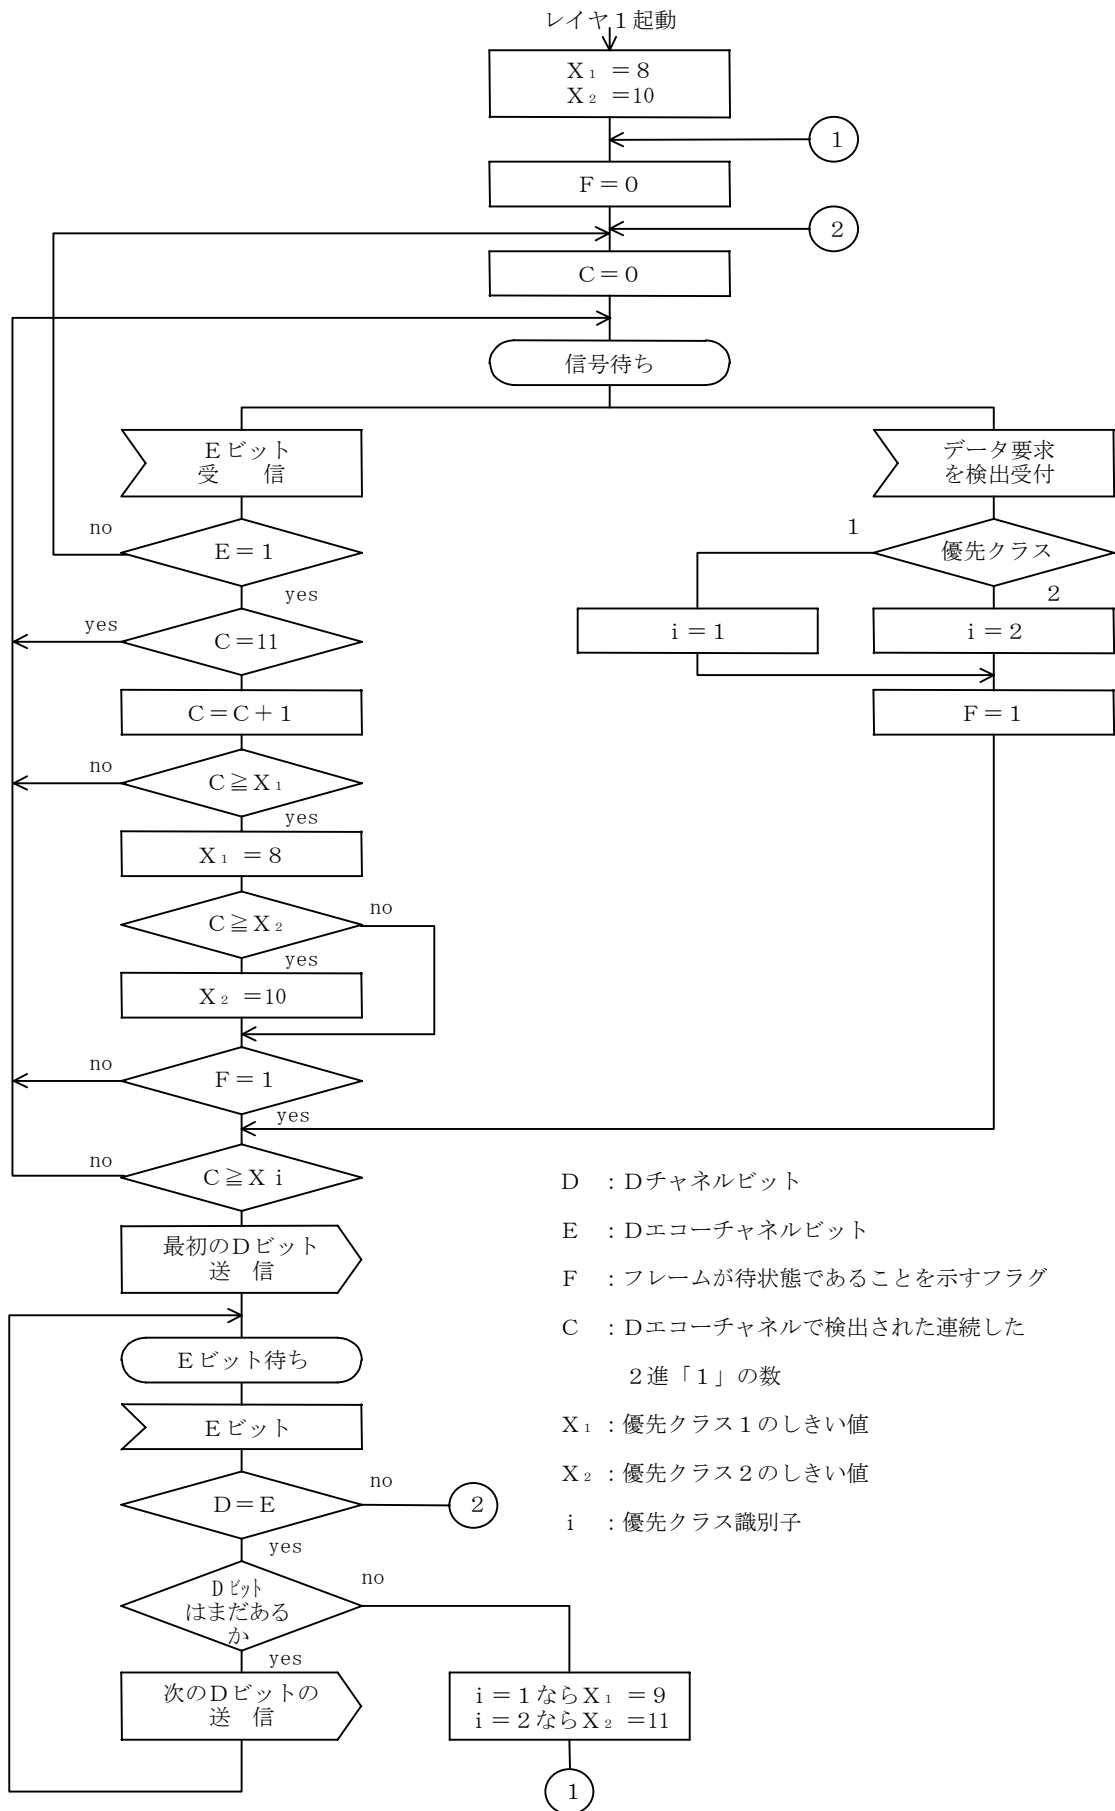 レイヤ１起動
Ｘ₁ ＝８
Ｘ₂ ＝10
１
Ｆ＝０
２
Ｃ＝０
信号待ち
Ｅビット
受　信
データ要求
を検出受付
no
Ｅ＝１
１
優先クラス
yes
２
yes
Ｃ＝11
ｉ＝１
ｉ＝２
Ｃ＝Ｃ＋１
Ｆ＝１
no
Ｃ≧Ｘ₁
yes
Ｘ₁ ＝８
Ｃ≧Ｘ₂
no
yes
Ｘ₂ ＝10
no
Ｆ＝１
yes
no
Ｃ≧Ｘｉ
最初のＤビット
送　信
Ｅビット待ち
Ｅビット
Ｄ＝Ｅ
no
２
yes
Ｄビット
はまだある
か
no
yes
次のＤビットの
送　信
ｉ＝１ならＸ₁ ＝９
ｉ＝２ならＸ₂ ＝11
１
Ｄ ：Ｄチャネルビット
Ｅ ：Ｄエコーチャネルビット
Ｆ ：フレームが待状態であることを示すフラグ
Ｃ ：Ｄエコーチャネルで検出された連続した
２進「１」の数
Ｘ₁ ：優先クラス１のしきい値
Ｘ₂ ：優先クラス２のしきい値
ｉ ：優先クラス識別子